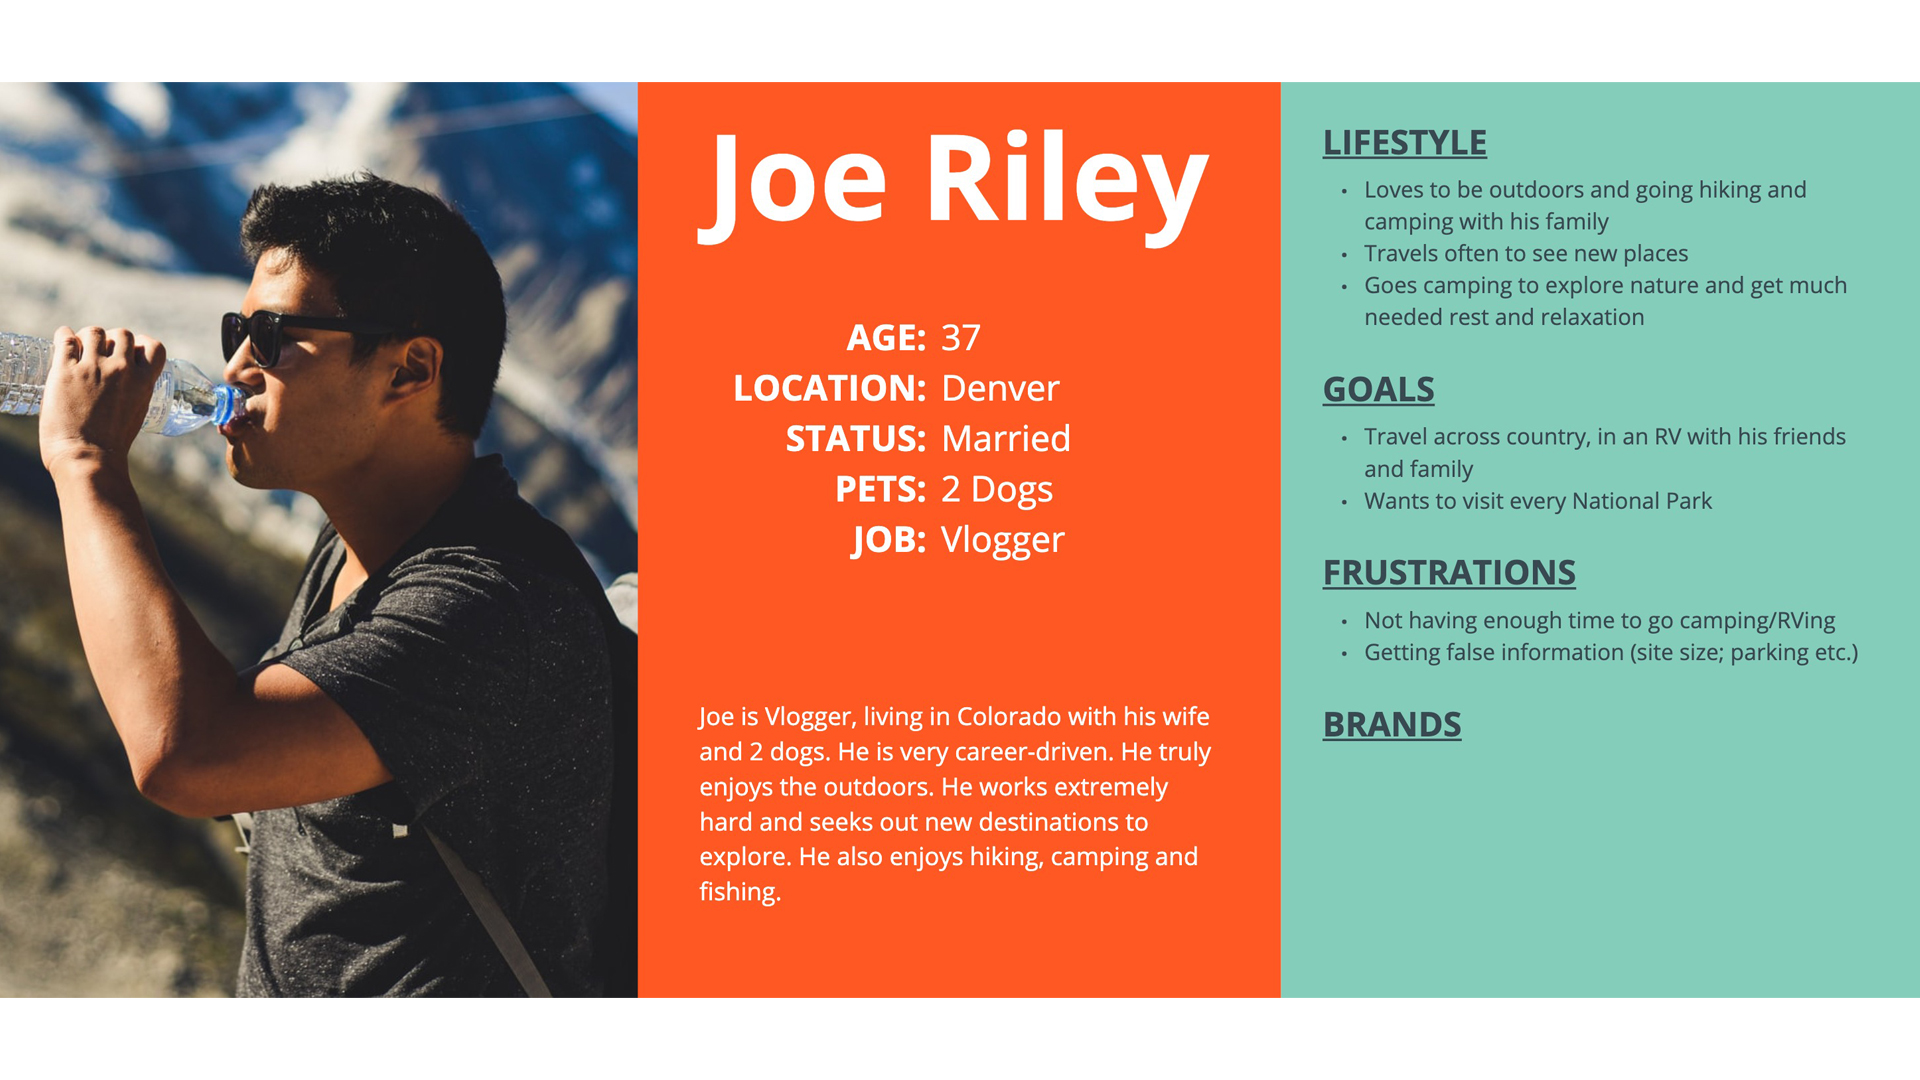 Joe Riley
AGE: 37
LOCATION: Denver
STATUS: Married
PETS: 2 Dogs
JOB: Vlogger
Joe is Vlogger, living in Colorado with his wife
and 2 dogs. He is very career-driven. He truly
enjoys the outdoors. He works extremely
hard and seeks out new destinations to
explore. He also enjoys hiking, camping and
fishing.
LIFESTYLE
• Loves to be outdoors and going hiking and
camping with his family
• Travels often to see new places
• Goes camping to explore nature and get much
needed rest and relaxation
GOALS
• Travel across country, in an RV with his friends
and family
• Wants to visit every National Park
FRUSTRATIONS
• Not having enough time to go camping/RVing
• Getting false information (site size; parking etc.)
BRANDS